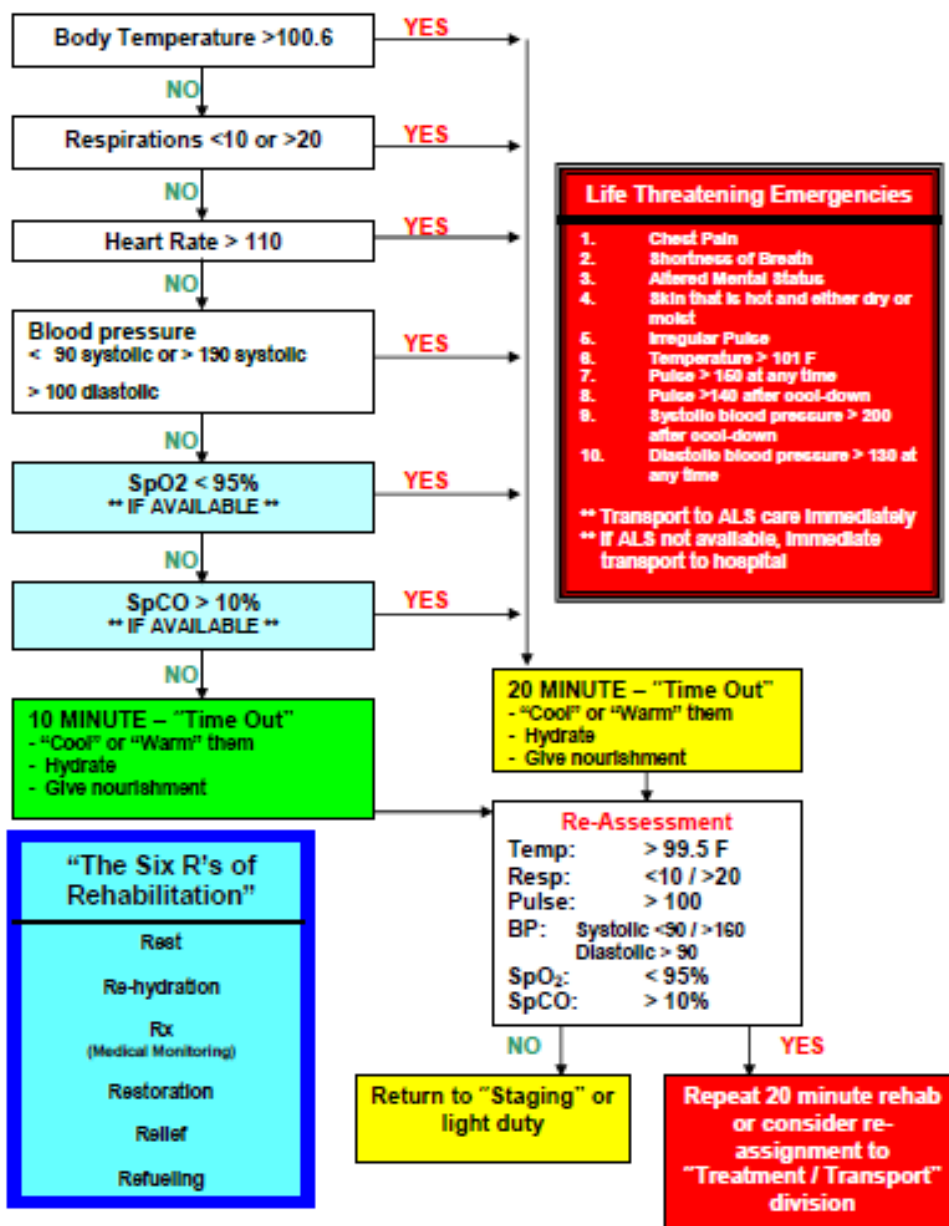 Body Temperature >100.6
YES
NO
Respirations <10 or >20
YES
NO
Heart Rate > 110
YES
NO
Blood pressure
< 90 systolic or > 190 systolic
> 100 diastolic
YES
NO
SpO2 < 95%
** IF AVAILABLE **
YES
NO
SpCO > 10%
** IF AVAILABLE **
YES
NO
Life Threatening Emergencies
1. Chest Pain
2. Shortness of Breath
3. Altered Mental Status
4. Skin that is hot and either dry or
moist
5. Irregular Pulse
6. Temperature > 101 F
7. Pulse > 150 at any time
8. Pulse >140 after cool-down
9. Systolic blood pressure > 200
after cool-down
10. Diastolic blood pressure > 130 at
any time
** Transport to ALS care immediately
** If ALS not available, immediate
transport to hospital
10 MINUTE – "Time Out"
- "Cool" or "Warm" them
- Hydrate
- Give nourishment
20 MINUTE – "Time Out"
- "Cool" or "Warm" them
- Hydrate
- Give nourishment
Re-Assessment
Temp: > 99.5 F
Resp: <10 / >20
Pulse: > 100
BP: Systolic <90 / >160
Diastolic > 90
SpO₂: < 95%
SpCO: > 10%
NO
YES
Return to "Staging" or
light duty
Repeat 20 minute rehab
or consider re-
assignment to
"Treatment / Transport"
division
"The Six R's of
Rehabilitation"
Rest
Re-hydration
Rx
(Medical Monitoring)
Restoration
Relief
Refueling